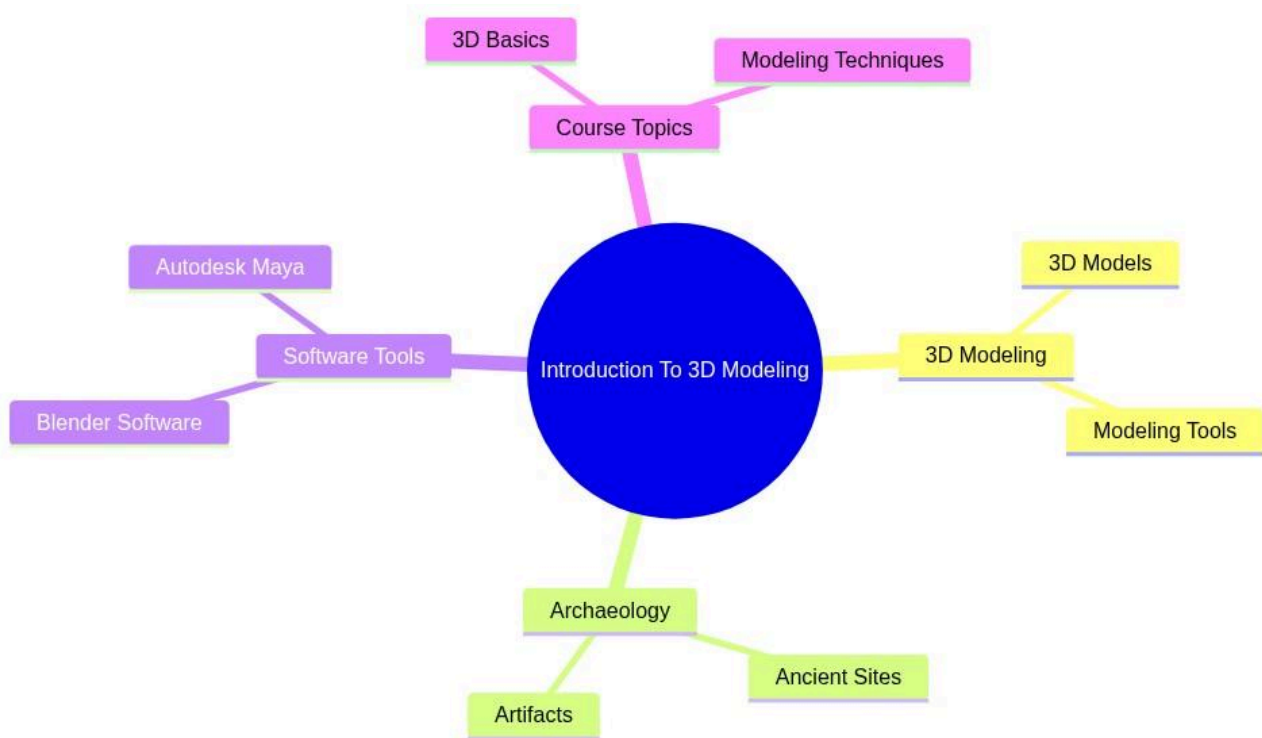 3D Basics
Modeling Techniques
Course Topics
Autodesk Maya
3D Models
Software Tools
Introduction To 3D Modeling
3D Modeling
Blender Software
Modeling Tools
Archaeology
Ancient Sites
Artifacts